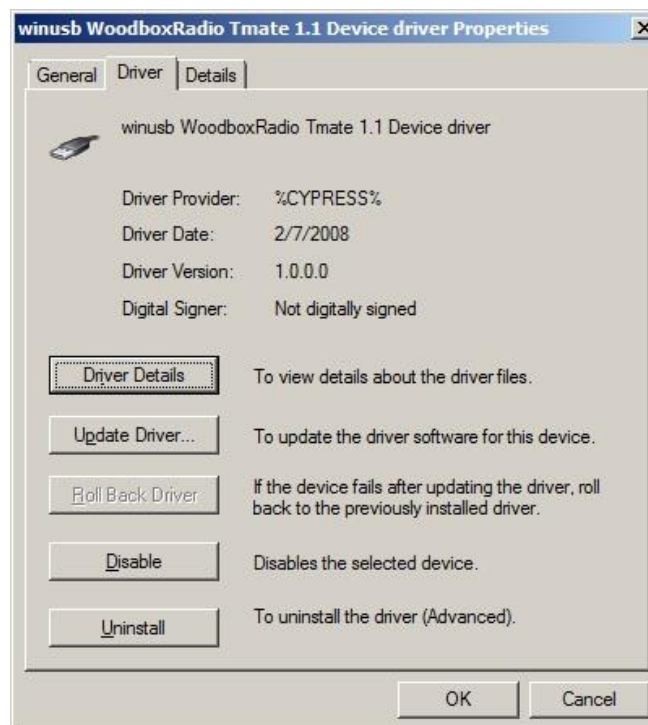 winusb WoodboxRadio Tmate 1.1 Device driver Properties
General Driver Details
winusb WoodboxRadio Tmate 1.1 Device driver
Driver Provider: %CYPRESS%
Driver Date: 2/7/2008
Driver Version: 1.0.0.0
Digital Signer: Not digitally signed
Driver Details To view details about the driver files.
Update Driver... To update the driver software for this device.
Roll Back Driver If the device fails after updating the driver, roll
back to the previously installed driver.
Disable Disables the selected device.
Uninstall To uninstall the driver (Advanced).
OK Cancel